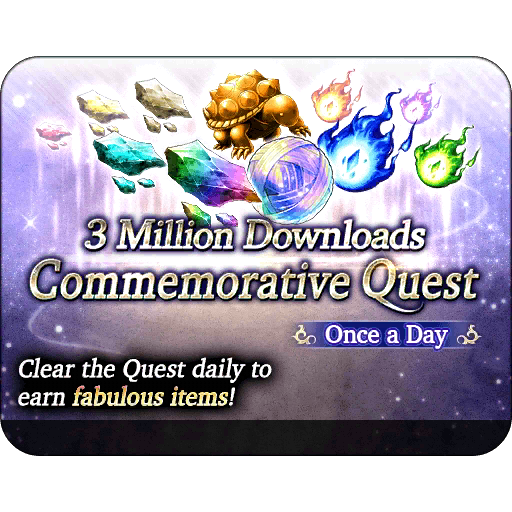 3 Million Downloads
Commemorative Quest
Once a Day
Clear the Quest daily to
earn fabulous items!